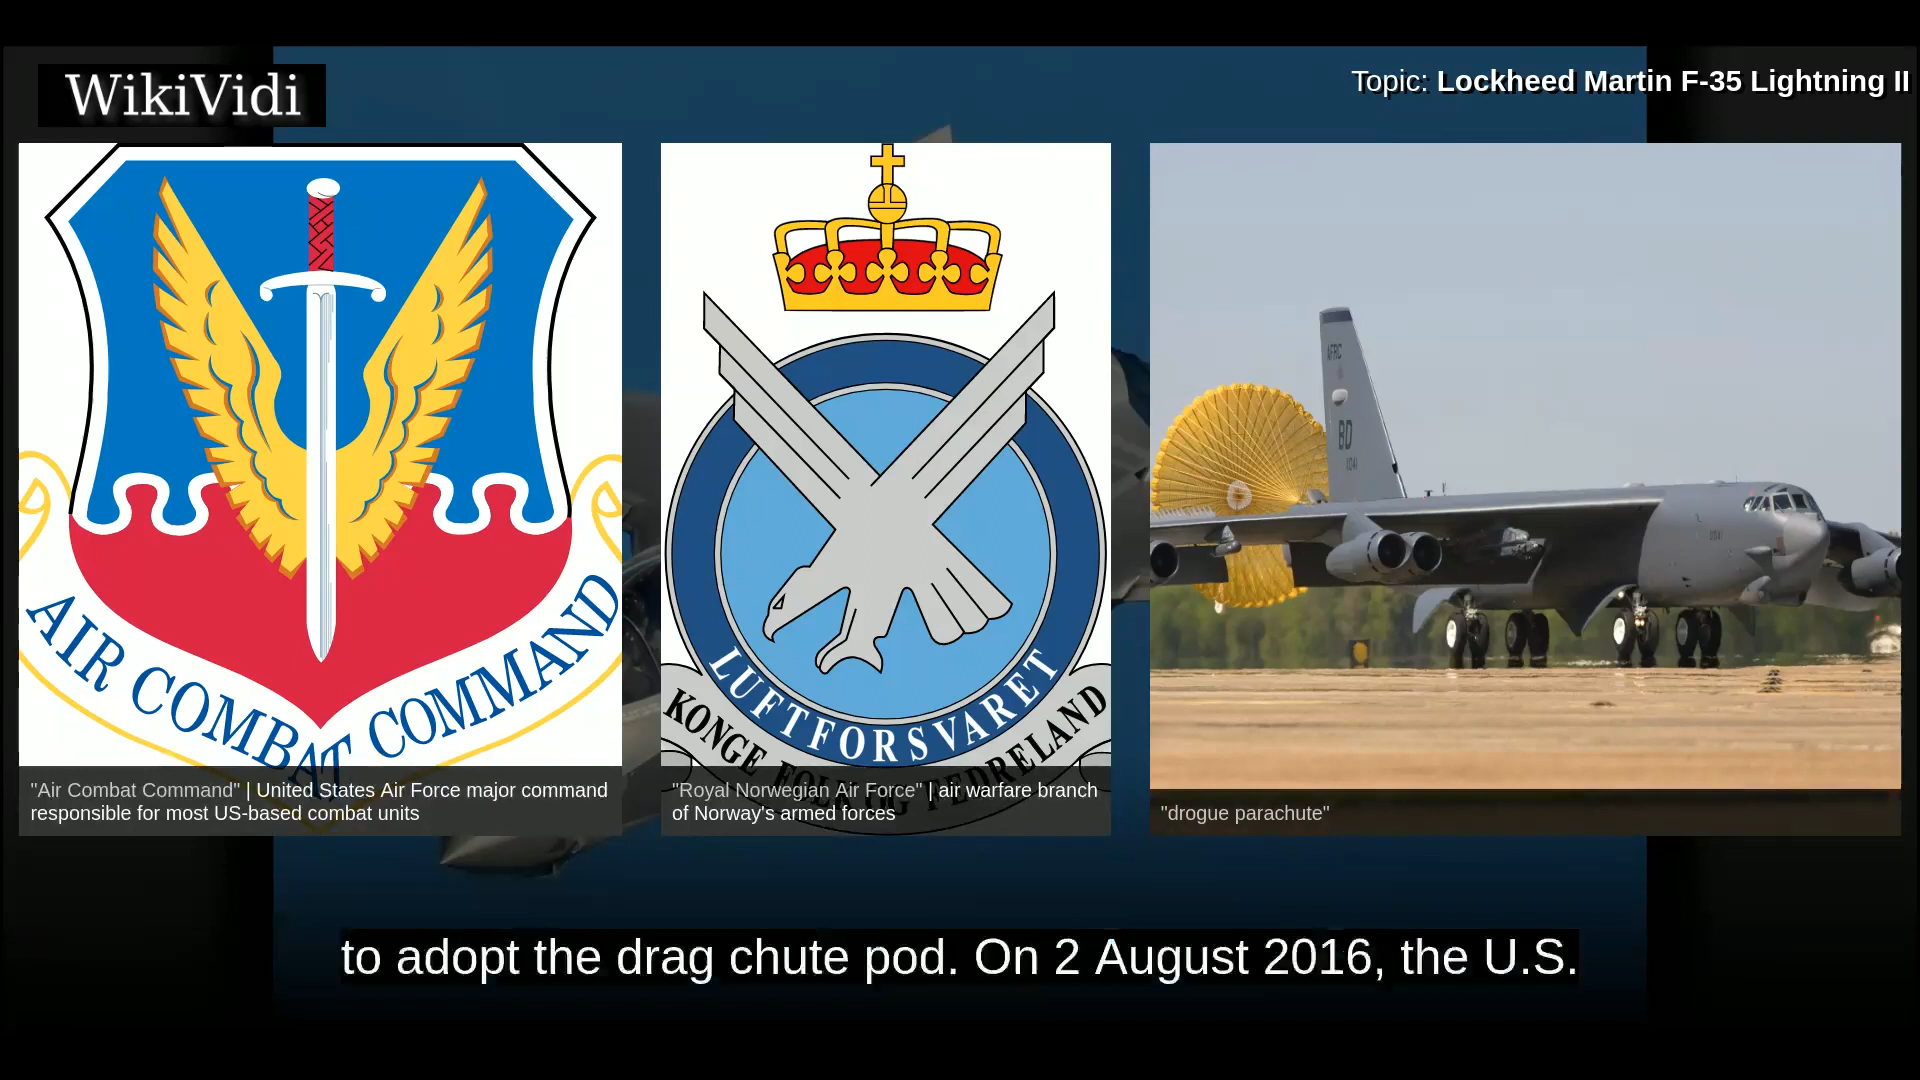 WikiVidi
Topic: Lockheed Martin F-35 Lightning II
AIR COMBAT COMMAND
"Air Combat Command" | United States Air Force major command
responsible for most US-based combat units
LUFTFORSVARET
KONGE FOLK OG FEDRELAND
"Royal Norwegian Air Force" | air warfare branch
of Norway's armed forces
AFRC
BD
"drogue parachute"
to adopt the drag chute pod. On 2 August 2016, the U.S.